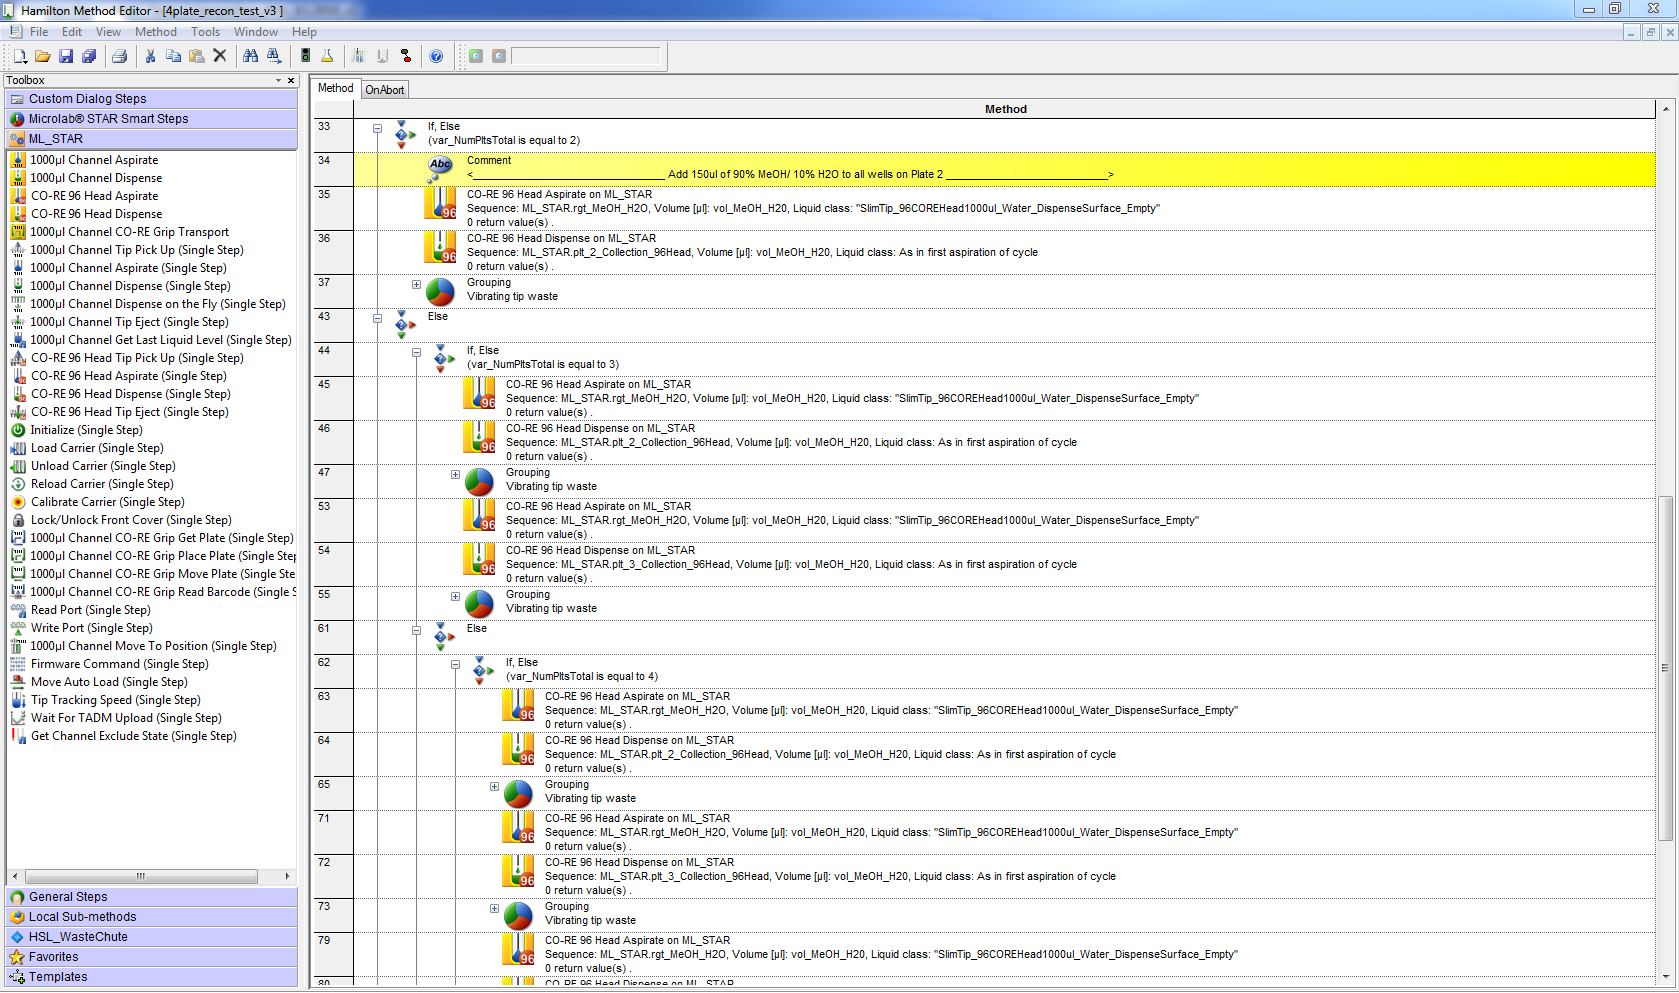 Hamilton Method Editor - [4plate_recon_test_v3 ]
File Edit View Method Tools Window Help
Toolbox
Custom Dialog Steps
Microlab® STAR Smart Steps
ML_STAR
1000µl Channel Aspirate
1000µl Channel Dispense
CO-RE 96 Head Aspirate
CO-RE 96 Head Dispense
1000µl Channel CO-RE Grip Transport
1000µl Channel Tip Pick Up (Single Step)
1000µl Channel Aspirate (Single Step)
1000µl Channel Dispense (Single Step)
1000µl Channel Dispense on the Fly (Single Step)
1000µl Channel Tip Eject (Single Step)
1000µl Channel Get Last Liquid Level (Single Step)
CO-RE 96 Head Tip Pick Up (Single Step)
CO-RE 96 Head Aspirate (Single Step)
CO-RE 96 Head Dispense (Single Step)
CO-RE 96 Head Tip Eject (Single Step)
Initialize (Single Step)
Load Carrier (Single Step)
Unload Carrier (Single Step)
Reload Carrier (Single Step)
Calibrate Carrier (Single Step)
Lock/Unlock Front Cover (Single Step)
1000µl Channel CO-RE Grip Get Plate (Single Step)
1000µl Channel CO-RE Grip Place Plate (Single Step
1000µl Channel CO-RE Grip Move Plate (Single Ste
1000µl Channel CO-RE Grip Read Barcode (Single S
Read Port (Single Step)
Write Port (Single Step)
1000µl Channel Move To Position (Single Step)
Firmware Command (Single Step)
Move Auto Load (Single Step)
Tip Tracking Speed (Single Step)
Wait For TADM Upload (Single Step)
Get Channel Exclude State (Single Step)
General Steps
Local Sub-methods
HSL_WasteChute
Favorites
Templates
Method OnAbort
Method
33 If, Else
(var_NumPltsTotal is equal to 2)
34 Abc Comment
<______________________________ Add 150ul of 90% MeOH/ 10% H2O to all wells on Plate 2 _________________________>
35 96 CO-RE 96 Head Aspirate on ML_STAR
Sequence: ML_STAR.rgt_MeOH_H2O, Volume [µl]: vol_MeOH_H20, Liquid class: "SlimTip_96COREHead1000ul_Water_DispenseSurface_Empty"
0 return value(s) .
36 96 CO-RE 96 Head Dispense on ML_STAR
Sequence: ML_STAR.plt_2_Collection_96Head, Volume [µl]: vol_MeOH_H20, Liquid class: As in first aspiration of cycle
0 return value(s) .
37 Grouping
Vibrating tip waste
43 Else
44 If, Else
(var_NumPltsTotal is equal to 3)
45 96 CO-RE 96 Head Aspirate on ML_STAR
Sequence: ML_STAR.rgt_MeOH_H2O, Volume [µl]: vol_MeOH_H20, Liquid class: "SlimTip_96COREHead1000ul_Water_DispenseSurface_Empty"
0 return value(s) .
46 96 CO-RE 96 Head Dispense on ML_STAR
Sequence: ML_STAR.plt_2_Collection_96Head, Volume [µl]: vol_MeOH_H20, Liquid class: As in first aspiration of cycle
0 return value(s) .
47 Grouping
Vibrating tip waste
53 96 CO-RE 96 Head Aspirate on ML_STAR
Sequence: ML_STAR.rgt_MeOH_H2O, Volume [µl]: vol_MeOH_H20, Liquid class: "SlimTip_96COREHead1000ul_Water_DispenseSurface_Empty"
0 return value(s) .
54 96 CO-RE 96 Head Dispense on ML_STAR
Sequence: ML_STAR.plt_3_Collection_96Head, Volume [µl]: vol_MeOH_H20, Liquid class: As in first aspiration of cycle
0 return value(s) .
55 Grouping
Vibrating tip waste
61 Else
62 If, Else
(var_NumPltsTotal is equal to 4)
63 96 CO-RE 96 Head Aspirate on ML_STAR
Sequence: ML_STAR.rgt_MeOH_H2O, Volume [µl]: vol_MeOH_H20, Liquid class: "SlimTip_96COREHead1000ul_Water_DispenseSurface_Empty"
0 return value(s) .
64 96 CO-RE 96 Head Dispense on ML_STAR
Sequence: ML_STAR.plt_2_Collection_96Head, Volume [µl]: vol_MeOH_H20, Liquid class: As in first aspiration of cycle
0 return value(s) .
65 Grouping
Vibrating tip waste
71 96 CO-RE 96 Head Aspirate on ML_STAR
Sequence: ML_STAR.rgt_MeOH_H2O, Volume [µl]: vol_MeOH_H20, Liquid class: "SlimTip_96COREHead1000ul_Water_DispenseSurface_Empty"
0 return value(s) .
72 96 CO-RE 96 Head Dispense on ML_STAR
Sequence: ML_STAR.plt_3_Collection_96Head, Volume [µl]: vol_MeOH_H20, Liquid class: As in first aspiration of cycle
0 return value(s) .
73 Grouping
Vibrating tip waste
79 96 CO-RE 96 Head Aspirate on ML_STAR
Sequence: ML_STAR.rgt_MeOH_H2O, Volume [µl]: vol_MeOH_H20, Liquid class: "SlimTip_96COREHead1000ul_Water_DispenseSurface_Empty"
0 return value(s) .
80 CO-RE 96 Head Dispense on ML_STAR